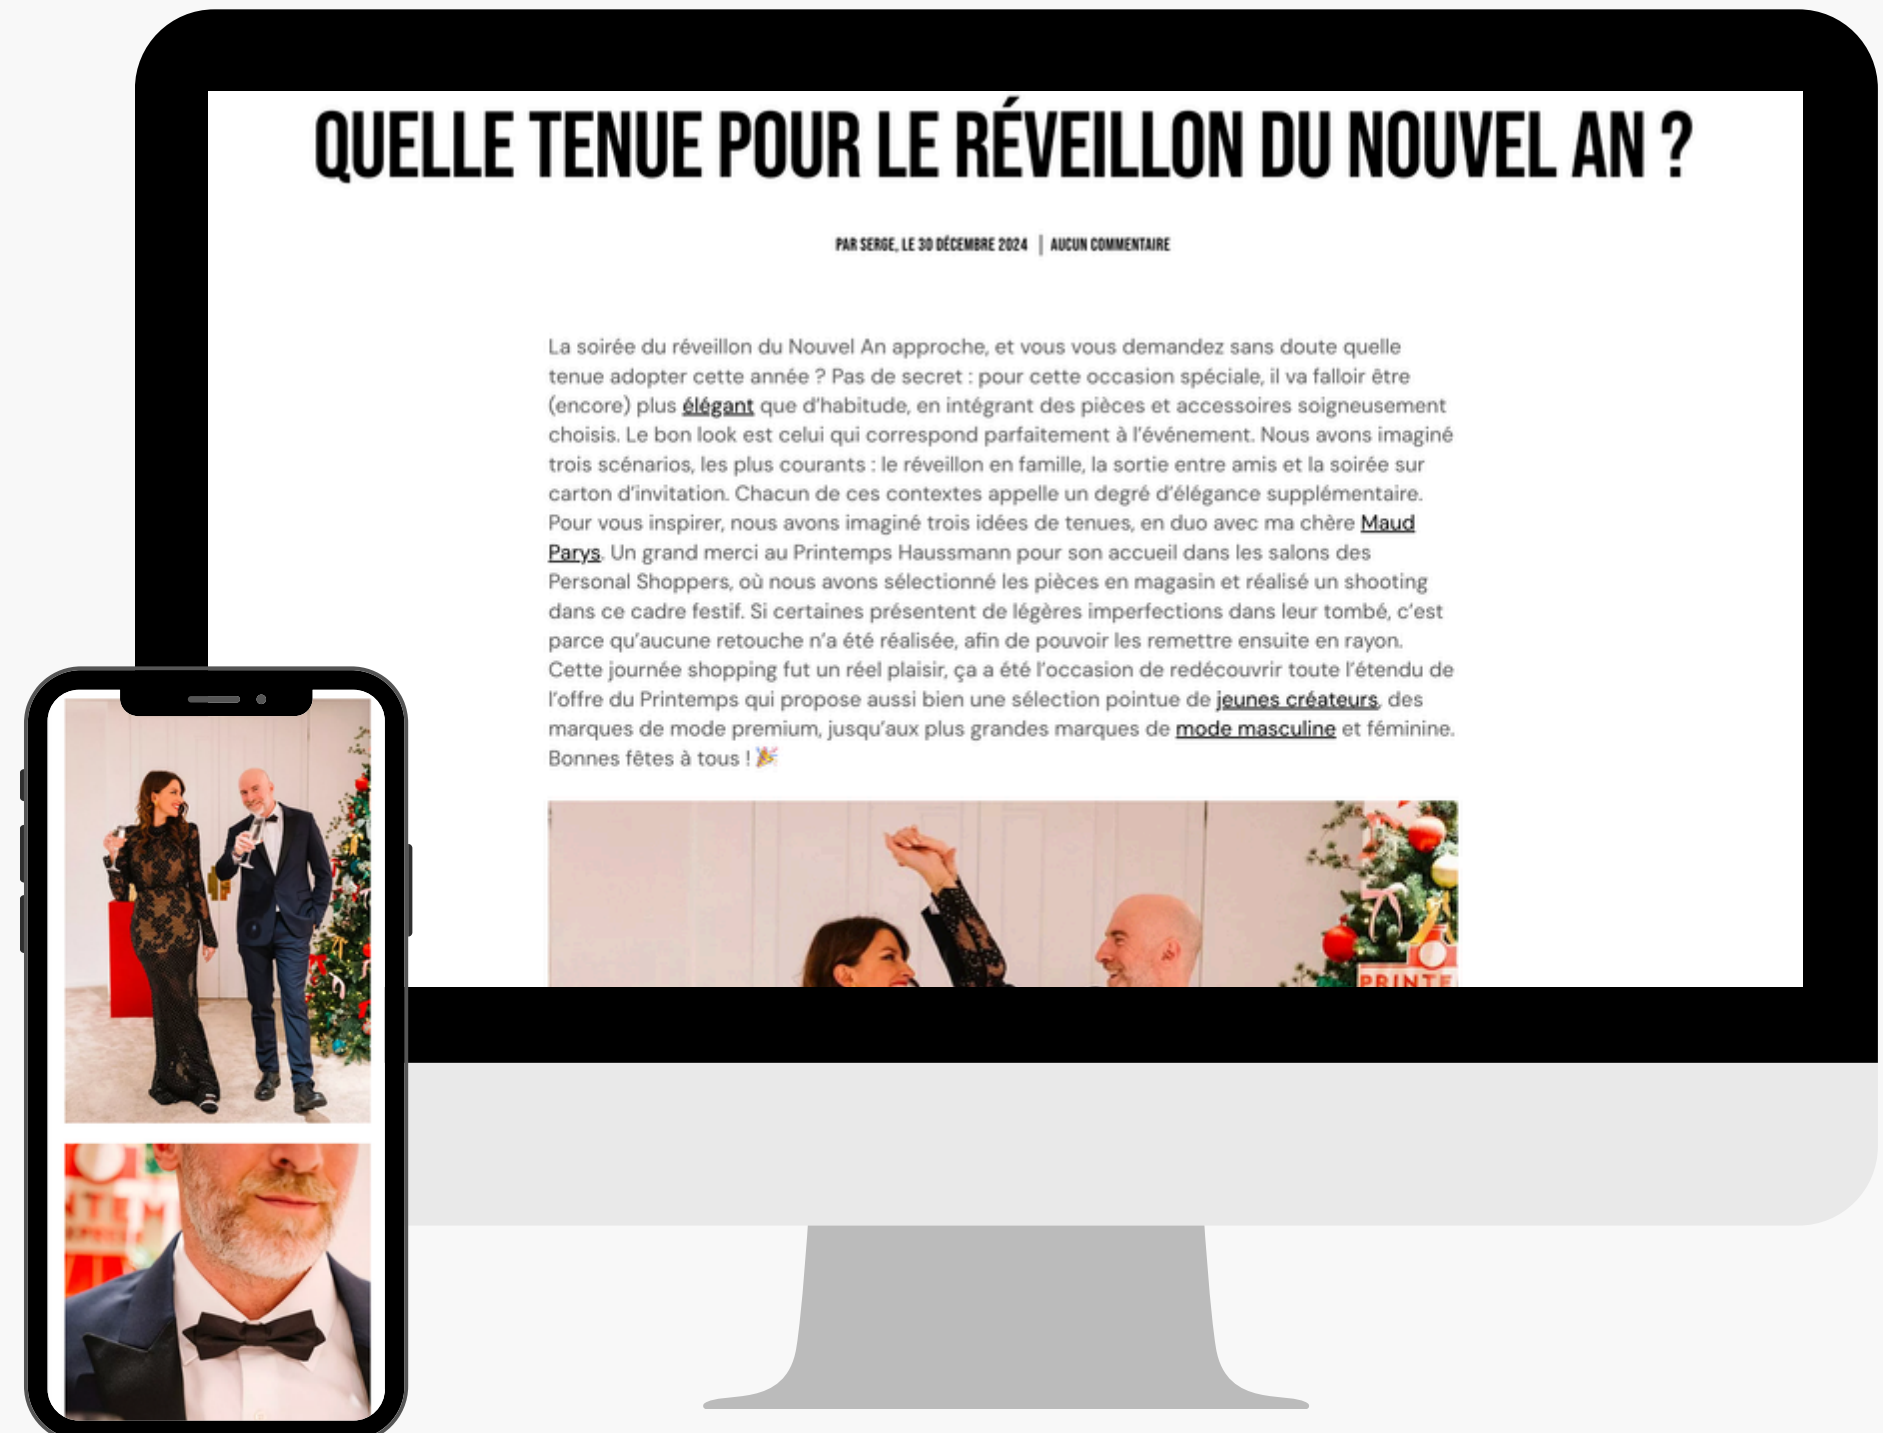 QUELLE TENUE POUR LE RÉVEILLON DU NOUVEL AN ?
PAR SERGE, LE 30 DÉCEMBRE 2024 | AUCUN COMMENTAIRE
La soirée du réveillon du Nouvel An approche, et vous vous demandez sans doute quelle
tenue adopter cette année ? Pas de secret : pour cette occasion spéciale, il va falloir être
(encore) plus élégant que d'habitude, en intégrant des pièces et accessoires soigneusement
choisis. Le bon look est celui qui correspond parfaitement à l'événement. Nous avons imaginé
trois scénarios, les plus courants : le réveillon en famille, la sortie entre amis et la soirée sur
carton d'invitation. Chacun de ces contextes appelle un degré d'élégance supplémentaire.
Pour vous inspirer, nous avons imaginé trois idées de tenues, en duo avec ma chère Maud
Parys. Un grand merci au Printemps Haussmann pour son accueil dans les salons des
Personal Shoppers, où nous avons sélectionné les pièces en magasin et réalisé un shooting
dans ce cadre festif. Si certaines présentent de légères imperfections dans leur tombé, c'est
parce qu'aucune retouche n'a été réalisée, afin de pouvoir les remettre ensuite en rayon.
Cette journée shopping fut un réel plaisir, ça a été l'occasion de redécouvrir toute l'étendu de
l'offre du Printemps qui propose aussi bien une sélection pointue de jeunes créateurs, des
marques de mode premium, jusqu'aux plus grandes marques de mode masculine et féminine.
Bonnes fêtes à tous ! 🎉
PRINTE